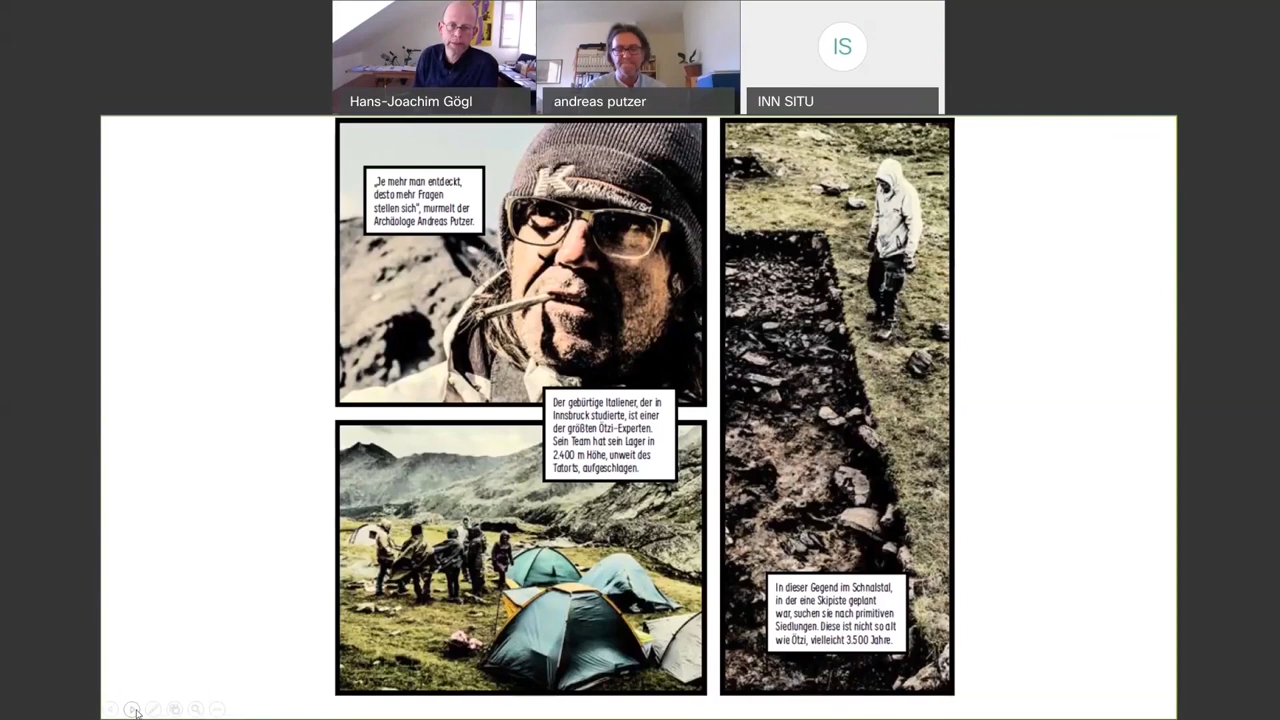 Hans-Joachim Gögl
andreas putzer
IS
INN SITU
„Je mehr man entdeckt,
desto mehr Fragen
stellen sich“, murmelt der
Archäologe Andreas Putzer.
Der gebürtige Italiener, der in
Innsbruck studierte, ist einer
der größten Ötzi-Experten.
Sein Team hat sein Lager in
2.400 m Höhe, unweit des
Tatorts, aufgeschlagen.
In dieser Gegend im Schnalstal,
in der eine Skipiste geplant
war, suchen sie nach primitiven
Siedlungen. Diese ist nicht so alt
wie Ötzi, vielleicht 3.500 Jahre.